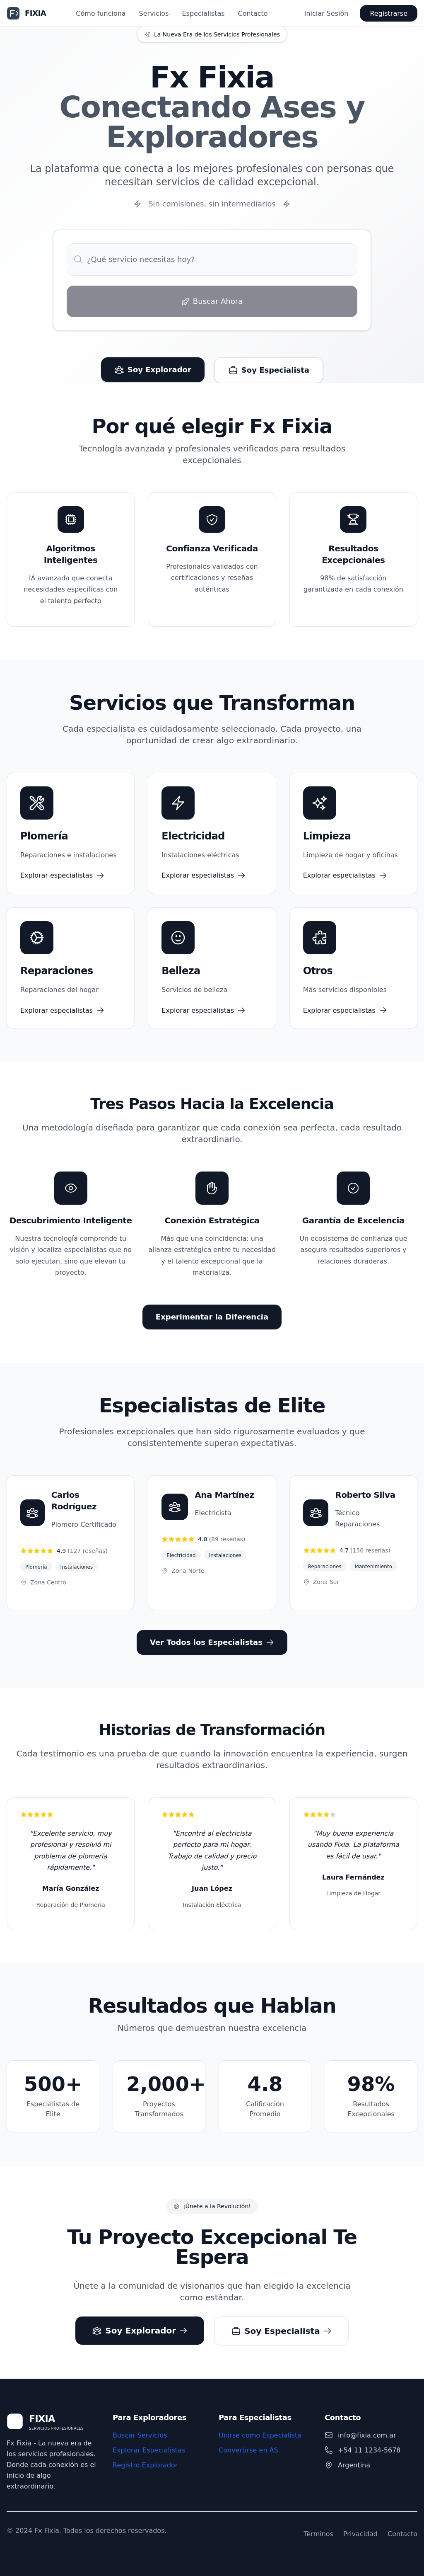 FIXIA
Cómo funciona
Servicios
Especialistas
Contacto
Iniciar Sesión
Registrarse
La Nueva Era de los Servicios Profesionales
Fx Fixia
Conectando Ases y
Exploradores
La plataforma que conecta a los mejores profesionales con personas que
necesitan servicios de calidad excepcional.
Sin comisiones, sin intermediarios
¿Qué servicio necesitas hoy?
Buscar Ahora
Soy Explorador
Soy Especialista
Por qué elegir Fx Fixia
Tecnología avanzada y profesionales verificados para resultados
excepcionales
Algoritmos
Inteligentes
IA avanzada que conecta
necesidades específicas con
el talento perfecto
Confianza Verificada
Profesionales validados con
certificaciones y reseñas
auténticas
Resultados
Excepcionales
98% de satisfacción
garantizada en cada conexión
Servicios que Transforman
Cada especialista es cuidadosamente seleccionado. Cada proyecto, una
oportunidad de crear algo extraordinario.
Plomería
Reparaciones e instalaciones
Explorar especialistas
Electricidad
Instalaciones eléctricas
Explorar especialistas
Limpieza
Limpieza de hogar y oficinas
Explorar especialistas
Reparaciones
Reparaciones del hogar
Explorar especialistas
Belleza
Servicios de belleza
Explorar especialistas
Otros
Más servicios disponibles
Explorar especialistas
Tres Pasos Hacia la Excelencia
Una metodología diseñada para garantizar que cada conexión sea perfecta, cada resultado
extraordinario.
Descubrimiento Inteligente
Nuestra tecnología comprende tu
visión y localiza especialistas que no
solo ejecutan, sino que elevan tu
proyecto.
Conexión Estratégica
Más que una coincidencia: una
alianza estratégica entre tu necesidad
y el talento excepcional que la
materializa.
Garantía de Excelencia
Un ecosistema de confianza que
asegura resultados superiores y
relaciones duraderas.
Experimentar la Diferencia
Especialistas de Elite
Profesionales excepcionales que han sido rigurosamente evaluados y que
consistentemente superan expectativas.
Carlos
Rodríguez
Plomero Certificado
4.9 (127 reseñas)
Plomería
Instalaciones
Zona Centro
Ana Martínez
Electricista
4.8 (89 reseñas)
Electricidad
Instalaciones
Zona Norte
Roberto Silva
Técnico
Reparaciones
4.7 (156 reseñas)
Reparaciones
Mantenimiento
Zona Sur
Ver Todos los Especialistas
Historias de Transformación
Cada testimonio es una prueba de que cuando la innovación encuentra la experiencia, surgen
resultados extraordinarios.
"Excelente servicio, muy
profesional y resolvió mi
problema de plomería
rápidamente."
María González
Reparación de Plomería
"Encontré al electricista
perfecto para mi hogar.
Trabajo de calidad y precio
justo."
Juan López
Instalación Eléctrica
"Muy buena experiencia
usando Fixia. La plataforma
es fácil de usar."
Laura Fernández
Limpieza de Hogar
Resultados que Hablan
Números que demuestran nuestra excelencia
500+
Especialistas de
Elite
2,000+
Proyectos
Transformados
4.8
Calificación
Promedio
98%
Resultados
Excepcionales
¡Únete a la Revolución!
Tu Proyecto Excepcional Te
Espera
Únete a la comunidad de visionarios que han elegido la excelencia
como estándar.
Soy Explorador
Soy Especialista
FIXIA
SERVICIOS PROFESIONALES
Fx Fixia - La nueva era de
los servicios profesionales.
Donde cada conexión es el
inicio de algo
extraordinario.
Para Exploradores
Buscar Servicios
Explorar Especialistas
Registro Explorador
Para Especialistas
Unirse como Especialista
Convertirse en AS
Contacto
info@fixia.com.ar
+54 11 1234-5678
Argentina
© 2024 Fx Fixia. Todos los derechos reservados.
Términos
Privacidad
Contacto